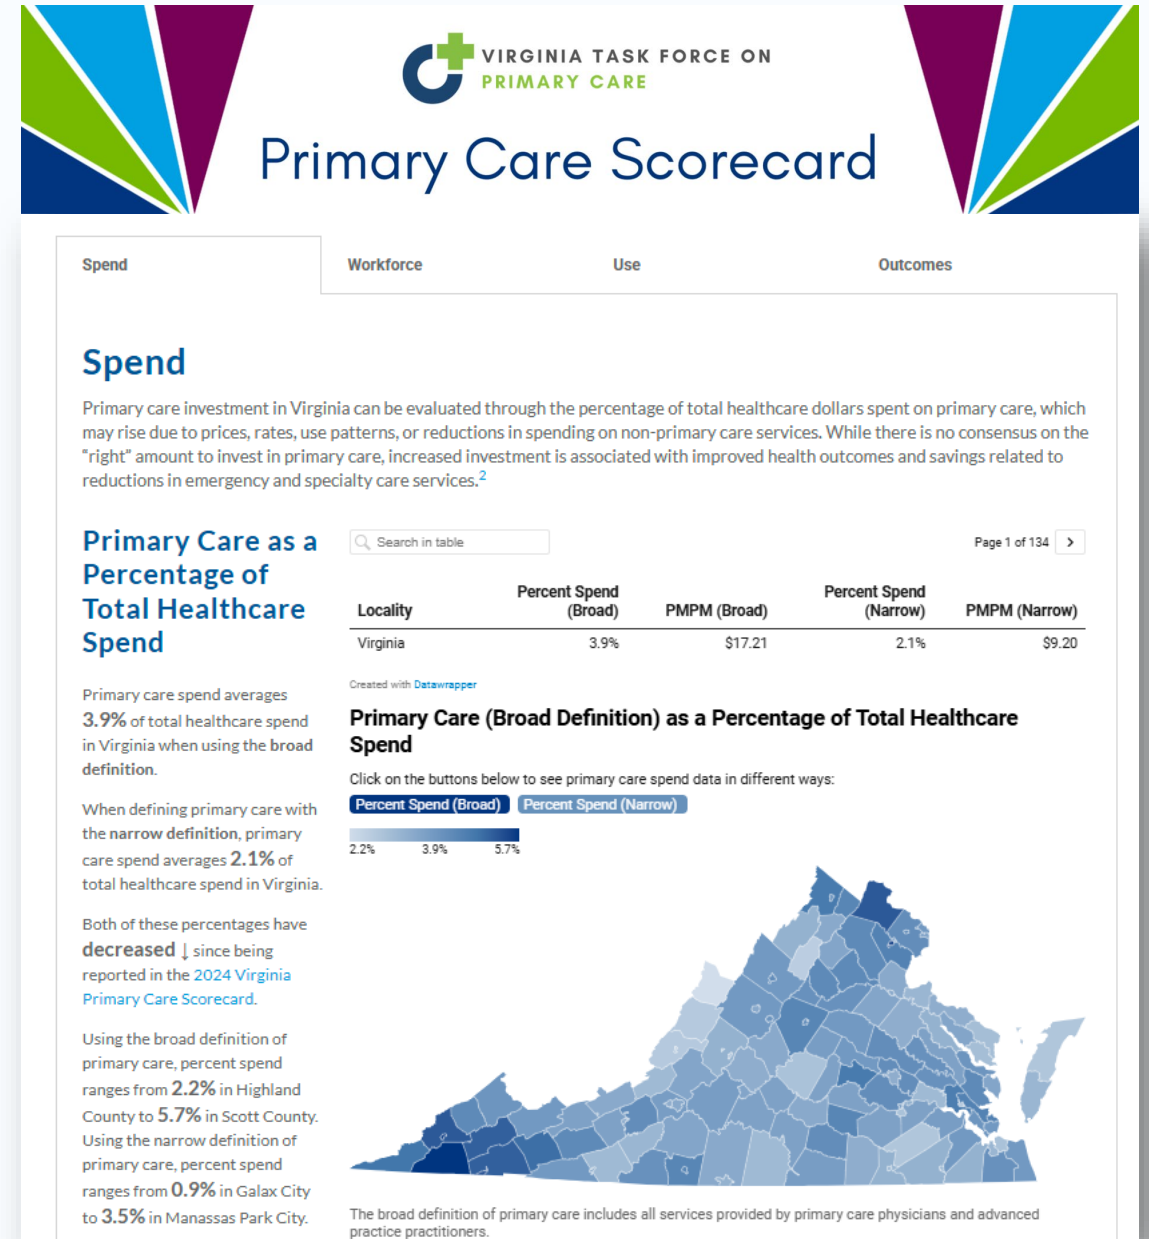 VIRGINIA TASK FORCE ON
PRIMARY CARE
Primary Care Scorecard
Spend
Workforce
Use
Outcomes
Spend
Primary care investment in Virginia can be evaluated through the percentage of total healthcare dollars spent on primary care, which
may rise due to prices, rates, use patterns, or reductions in spending on non-primary care services. While there is no consensus on the
"right" amount to invest in primary care, increased investment is associated with improved health outcomes and savings related to
reductions in emergency and specialty care services.2
Primary Care as a
Percentage of
Total Healthcare
Spend
Primary care spend averages
3.9% of total healthcare spend
in Virginia when using the broad
definition.
When defining primary care with
the narrow definition, primary
care spend averages 2.1% of
total healthcare spend in Virginia.
Both of these percentages have
decreased ↓ since being
reported in the 2024 Virginia
Primary Care Scorecard.
Using the broad definition of
primary care, percent spend
ranges from 2.2% in Highland
County to 5.7% in Scott County.
Using the narrow definition of
primary care, percent spend
ranges from 0.9% in Galax City
to 3.5% in Manassas Park City.
Search in table
Page 1 of 134 >
Locality Percent Spend (Broad) PMPM (Broad) Percent Spend (Narrow) PMPM (Narrow)
Virginia 3.9% $17.21 2.1% $9.20
Created with Datawrapper
Primary Care (Broad Definition) as a Percentage of Total Healthcare
Spend
Click on the buttons below to see primary care spend data in different ways:
Percent Spend (Broad) Percent Spend (Narrow)
2.2% 3.9% 5.7%
The broad definition of primary care includes all services provided by primary care physicians and advanced
practice practitioners.